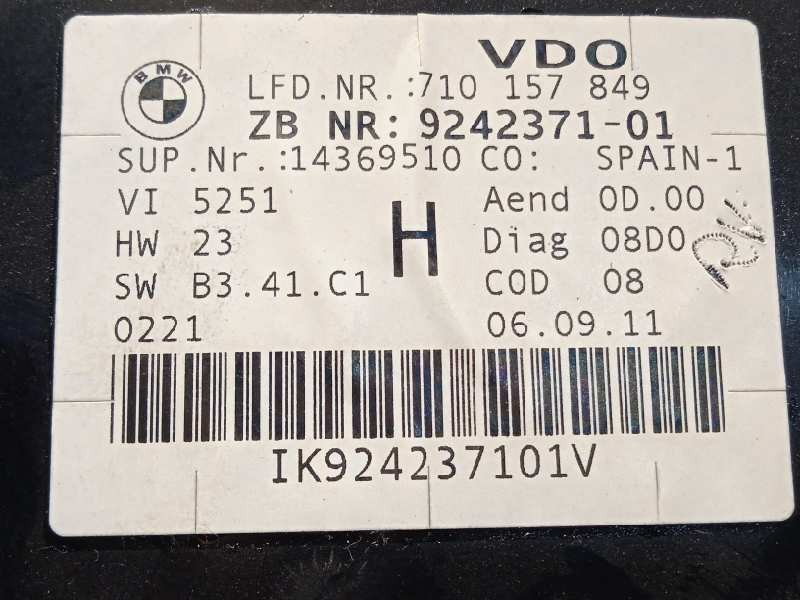 BMW
VDO
LFD.NR.:710 157 849
ZB NR: 9242371-01
SUP.Nr.:14369510 CO: SPAIN-1
VI 5251 Aend 0D.00
HW 23 H Diag 08D0
SW B3.41.C1 COD 08
0221 06.09.11
IK924237101V